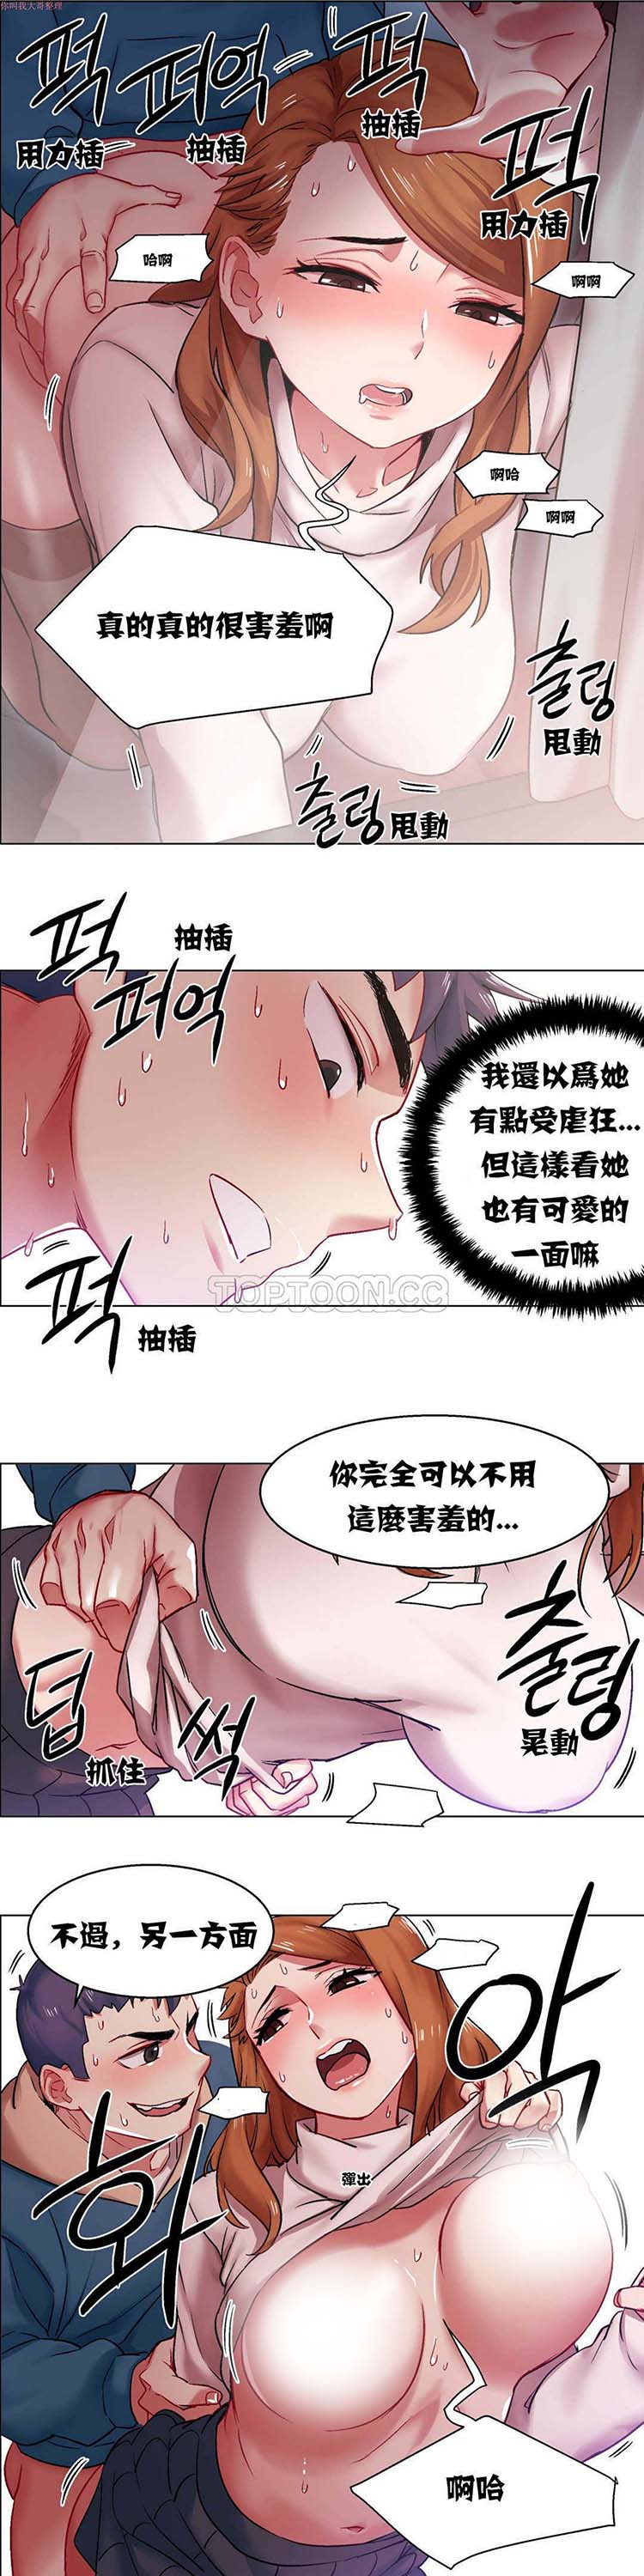 你叫我大哥整理
퍽
퍼억
퍽
퍽
用力插
抽插
抽插
用力插
哈啊
啊啊
啊哈
啊啊
真的真的很害羞啊
출렁
甩動
출렁
甩動
퍽
抽插
퍼억
我還以爲她
有點受虐狂...
但這樣看她
也有可愛的
一面嘛
TOPTOON.CC
퍽
抽插
你完全可以不用
這麼害羞的...
출렁
晃動
덥
썩
抓住
不過，另一方面
악
화
彈出
啊哈